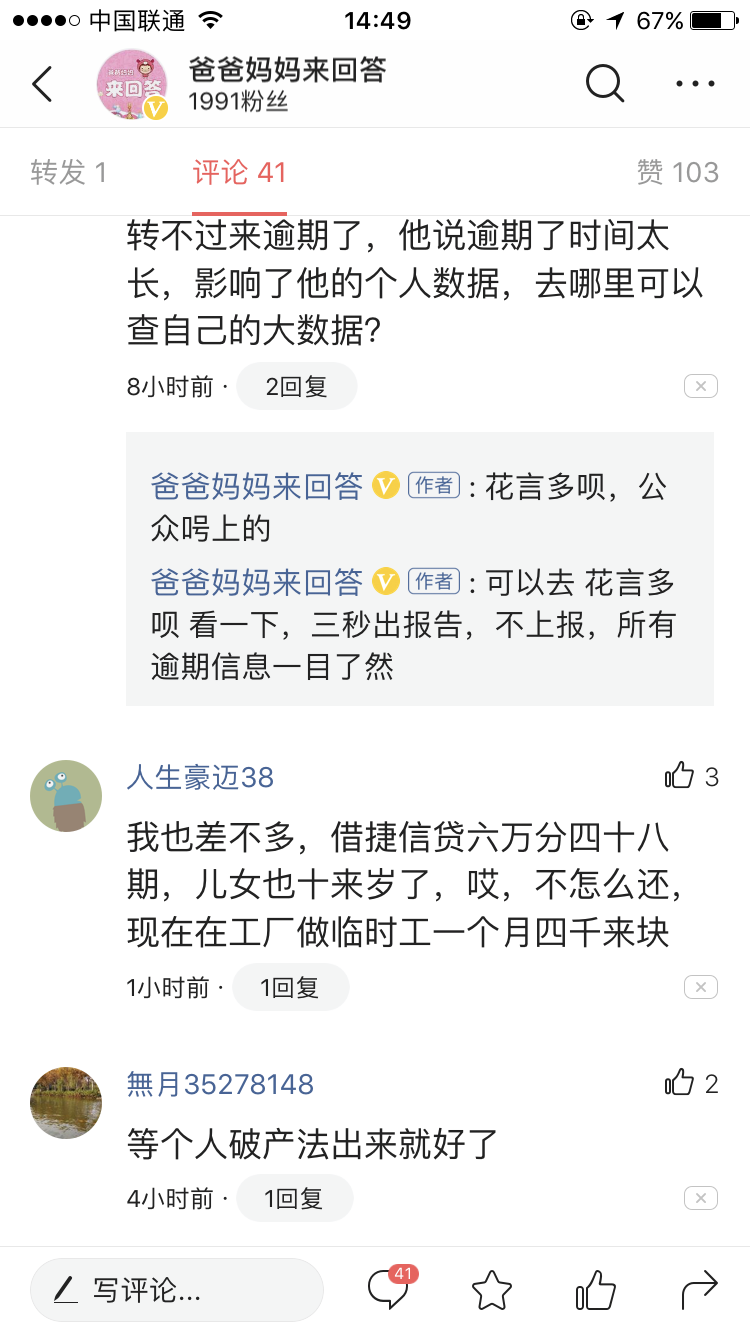 中国联通
14:49
67%
爸爸妈妈来回答
1991粉丝
爸爸妈妈
来回答
转发 1
评论 41
赞 103
转不过来逾期了，他说逾期了时间太
长，影响了他的个人数据，去哪里可以
查自己的大数据？
8小时前 · 2回复
爸爸妈妈来回答 V 作者 : 花言多呗，公
众呺上的
爸爸妈妈来回答 V 作者 : 可以去 花言多
呗 看一下，三秒出报告，不上报，所有
逾期信息一目了然
人生豪迈38
3
我也差不多，借捷信贷六万分四十八
期，儿女也十来岁了，哎，不怎么还，
现在在工厂做临时工一个月四千来块
1小时前 · 1回复
無月35278148
2
等个人破产法出来就好了
4小时前 · 1回复
写评论...
41